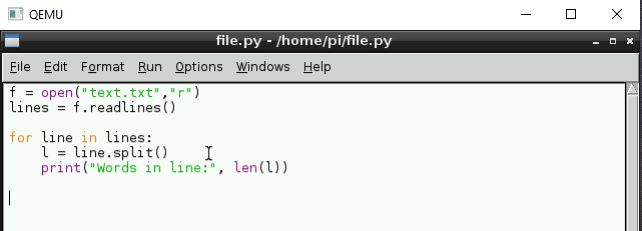 QEMU
file.py - /home/pi/file.py
File Edit Format Run Options Windows Help
f = open("text.txt","r")
lines = f.readlines()
for line in lines:
    l = line.split()
    print("Words in line:", len(l))